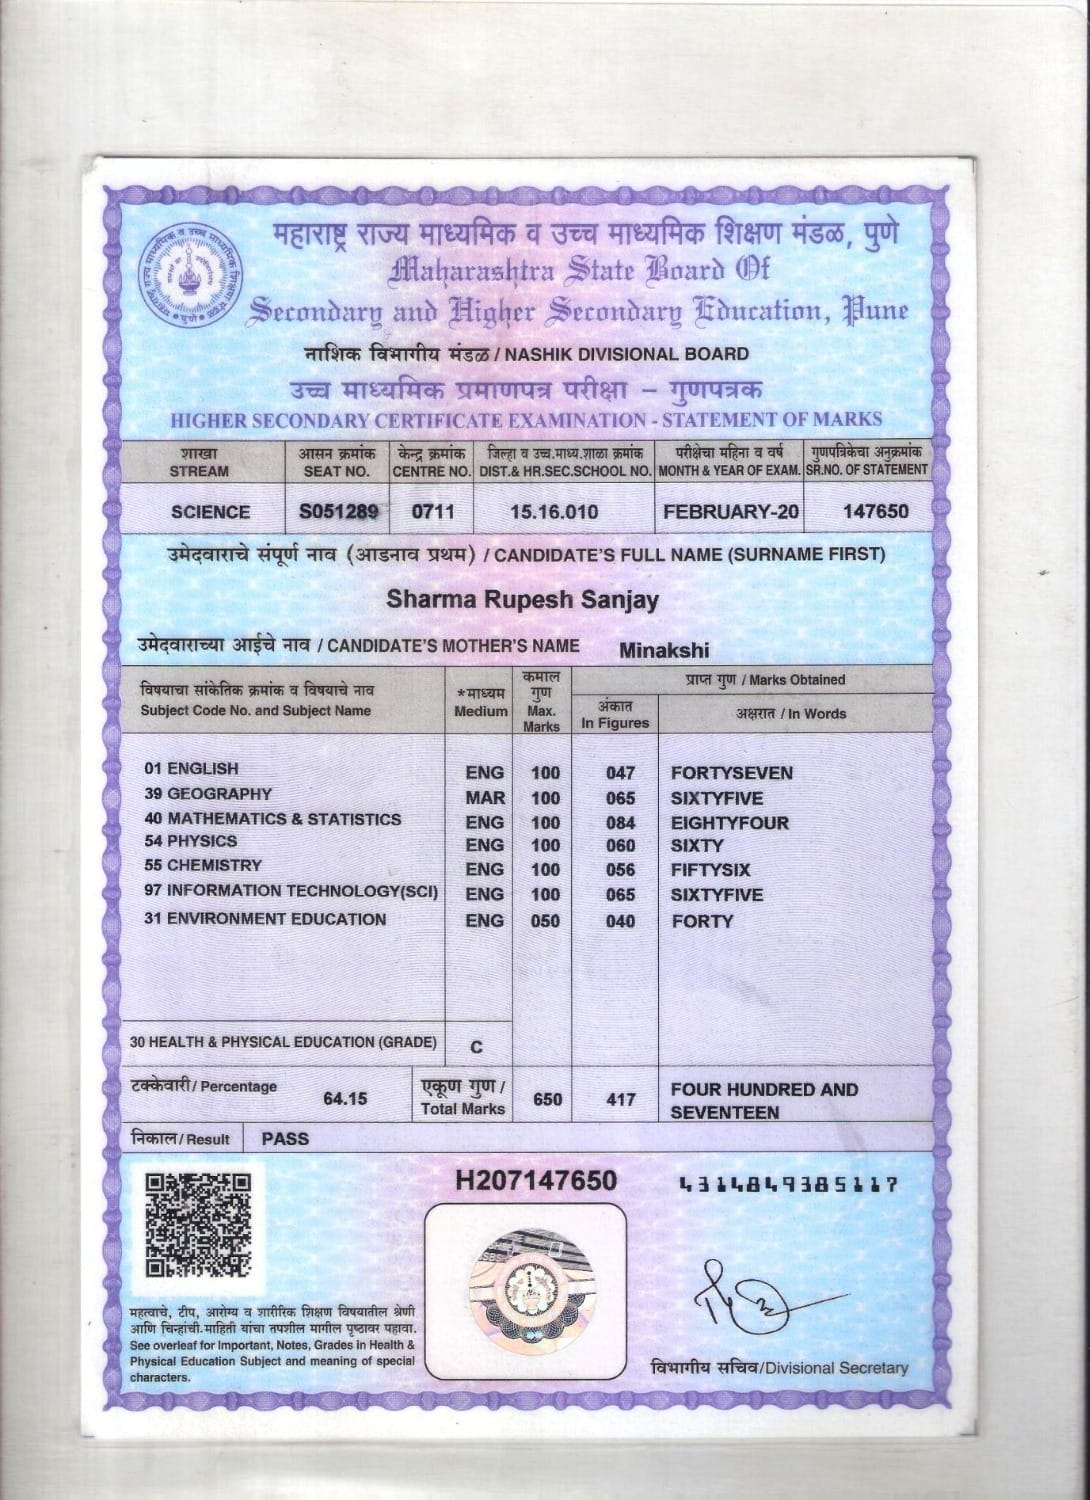 महाराष्ट्र राज्य माध्यमिक व उच्च माध्यमिक शिक्षण मंडळ, पुणे
Maharashtra State Board Of
Secondary and Higher Secondary Education, Pune
नाशिक विभागीय मंडळ / NASHIK DIVISIONAL BOARD
उच्च माध्यमिक प्रमाणपत्र परीक्षा – गुणपत्रक
HIGHER SECONDARY CERTIFICATE EXAMINATION - STATEMENT OF MARKS
शाखा आसन क्रमांक केन्द्र क्रमांक जिल्हा व उच्च.माध्य.शाळा क्रमांक परीक्षेचा महिना व वर्ष गुणपत्रिकेचा अनुक्रमांक
STREAM SEAT NO. CENTRE NO. DIST.& HR.SEC.SCHOOL NO. MONTH & YEAR OF EXAM. SR.NO. OF STATEMENT
SCIENCE S051289 0711 15.16.010 FEBRUARY-20 147650
उमेदवाराचे संपूर्ण नाव (आडनाव प्रथम) / CANDIDATE'S FULL NAME (SURNAME FIRST)
Sharma Rupesh Sanjay
उमेदवाराच्या आईचे नाव / CANDIDATE'S MOTHER'S NAME Minakshi
विषयाचा सांकेतिक क्रमांक व विषयाचे नाव
Subject Code No. and Subject Name
*माध्यम
Medium
कमाल
गुण
Max.
Marks
प्राप्त गुण / Marks Obtained
अंकात
In Figures
अक्षरात / In Words
01 ENGLISH ENG 100 047 FORTYSEVEN
39 GEOGRAPHY MAR 100 065 SIXTYFIVE
40 MATHEMATICS & STATISTICS ENG 100 084 EIGHTYFOUR
54 PHYSICS ENG 100 060 SIXTY
55 CHEMISTRY ENG 100 056 FIFTYSIX
97 INFORMATION TECHNOLOGY(SCI) ENG 100 065 SIXTYFIVE
31 ENVIRONMENT EDUCATION ENG 050 040 FORTY
30 HEALTH & PHYSICAL EDUCATION (GRADE) C
टक्केवारी / Percentage 64.15
एकूण गुण /
Total Marks
650 417
FOUR HUNDRED AND
SEVENTEEN
निकाल / Result PASS
H207147650
4314849385117
महत्वाचे, टीप, आरोग्य व शारीरिक शिक्षण विषयातील श्रेणी
आणि चिन्हांची माहिती यांचा तपशील मागील पृष्ठावर पहावा.
See overleaf for Important, Notes, Grades in Health &
Physical Education Subject and meaning of special
characters.
विभागीय सचिव/Divisional Secretary